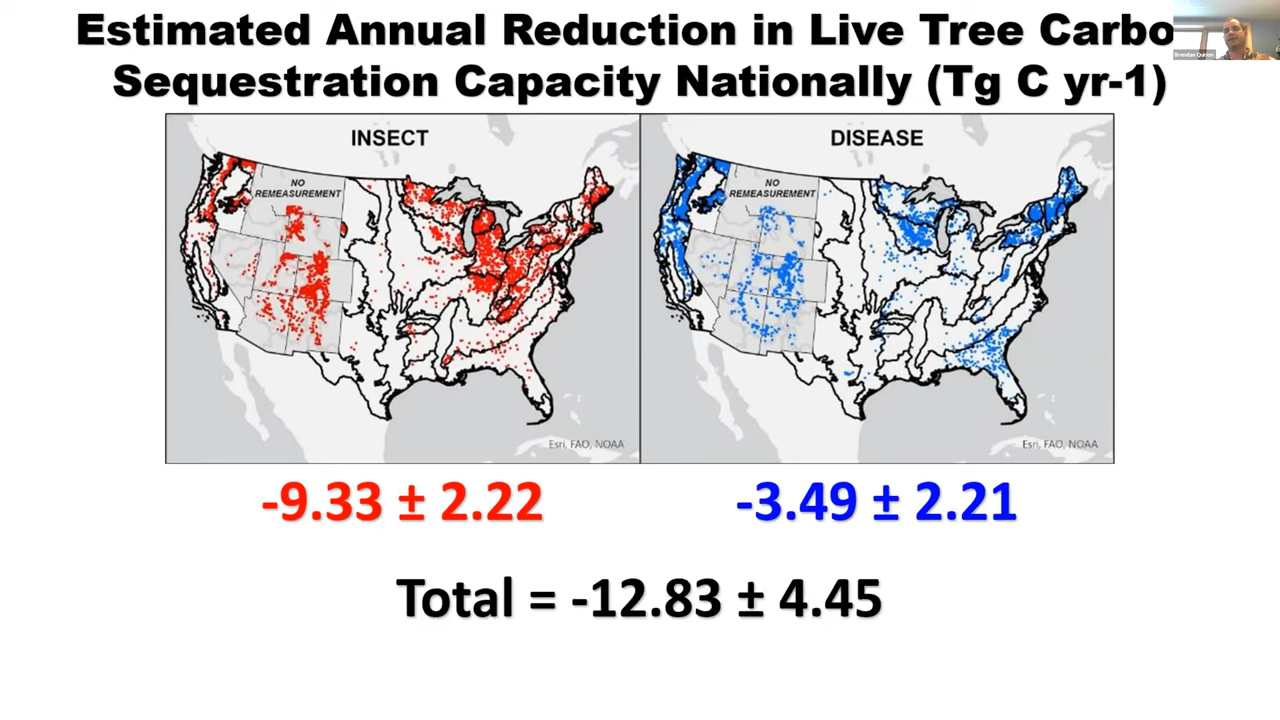 Estimated Annual Reduction in Live Tree Carbo
Sequestration Capacity Nationally (Tg C yr-1)
Brendan Quirion
INSECT
NO
REMEASUREMENT
Esri, FAO, NOAA
DISEASE
NO
REMEASUREMENT
Esri, FAO, NOAA
-9.33 ± 2.22
-3.49 ± 2.21
Total = -12.83 ± 4.45